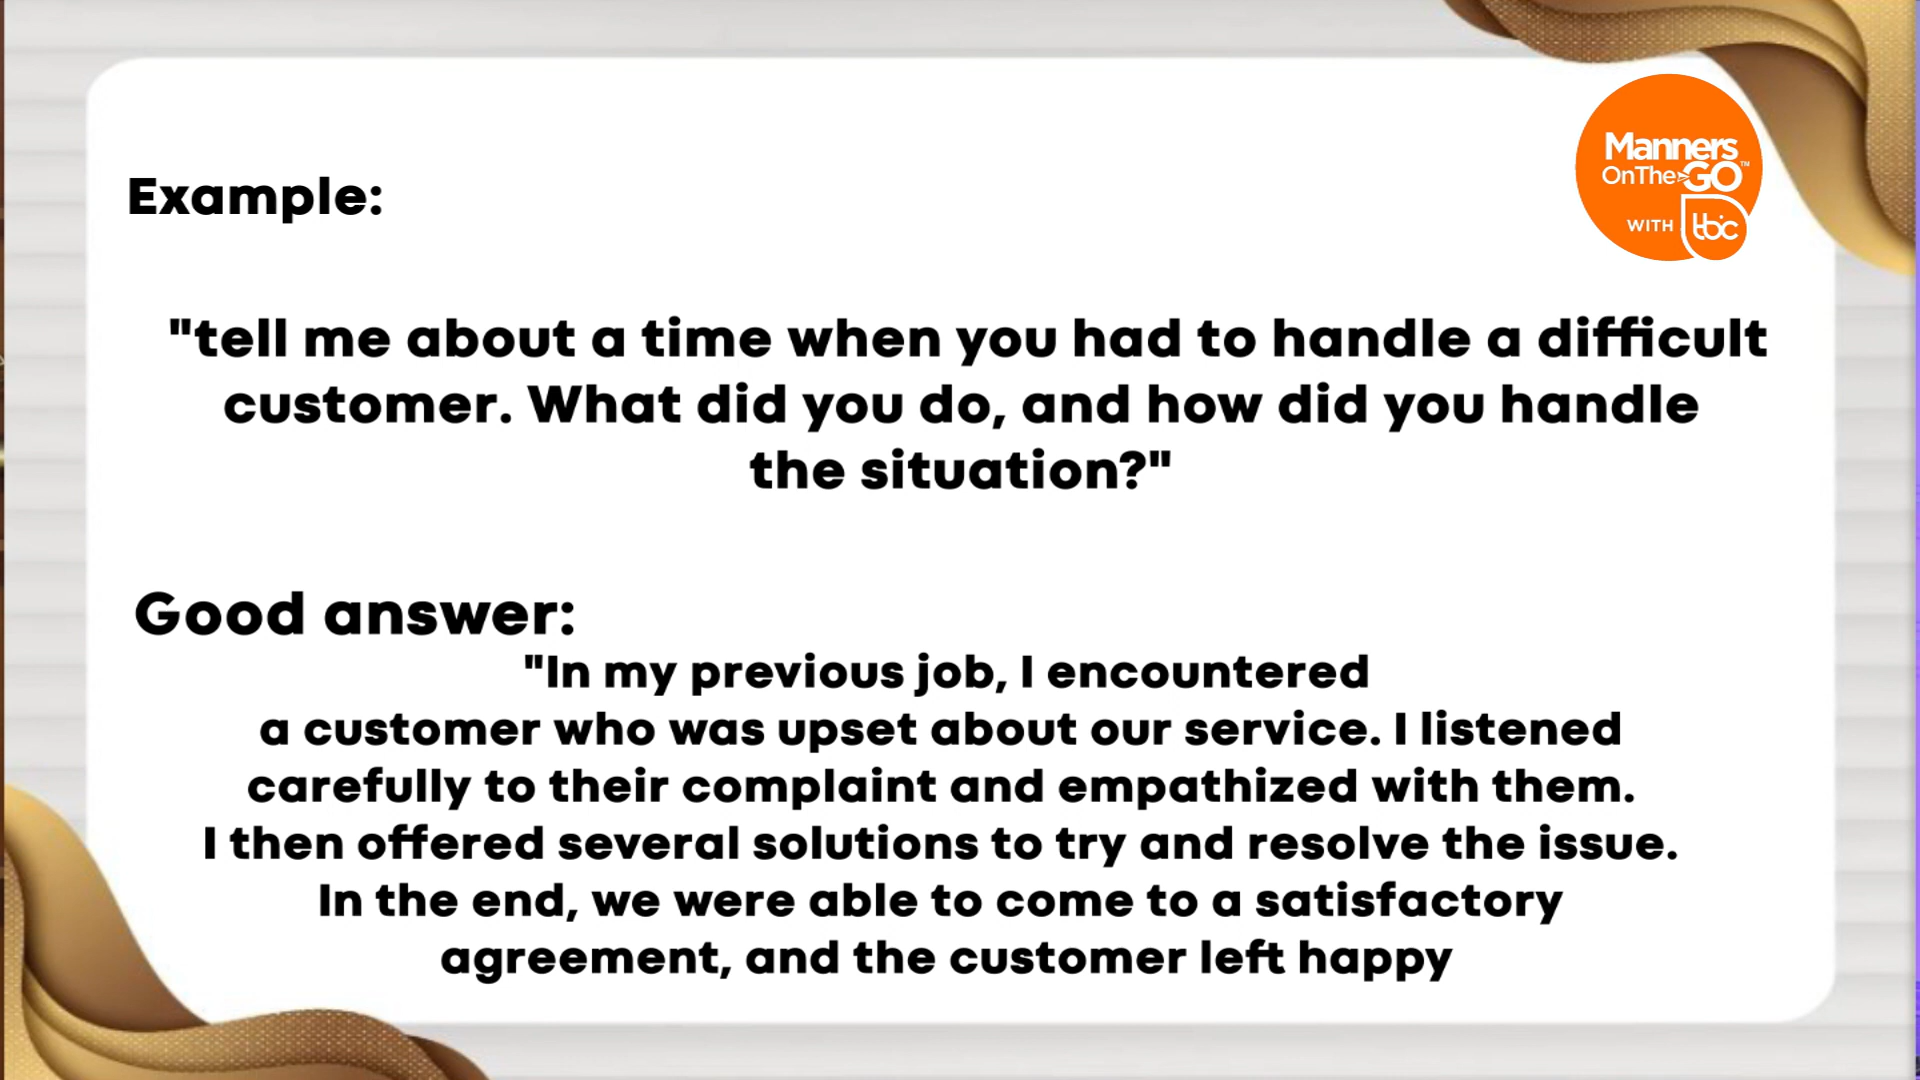 Manners
OnThe GO™
WITH tbc
Example:
"tell me about a time when you had to handle a difficult
customer. What did you do, and how did you handle
the situation?"
Good answer:
"In my previous job, I encountered
a customer who was upset about our service. I listened
carefully to their complaint and empathized with them.
I then offered several solutions to try and resolve the issue.
In the end, we were able to come to a satisfactory
agreement, and the customer left happy